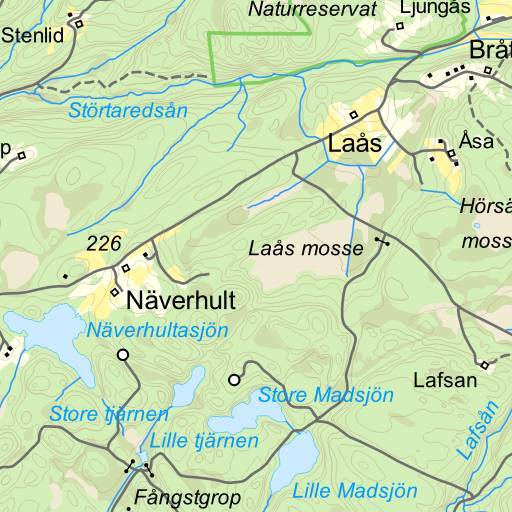 Naturreservat
Ljungås
Stenlid
Bråt
Störtaredsån
Laås
Åsa
p
Hörsä
moss
226
Laås mosse
Näverhult
Näverhultasjön
Lafsan
Store Madsjön
Store tjärnen
Lafsån
Lille tjärnen
Lille Madsjön
Fångstgrop